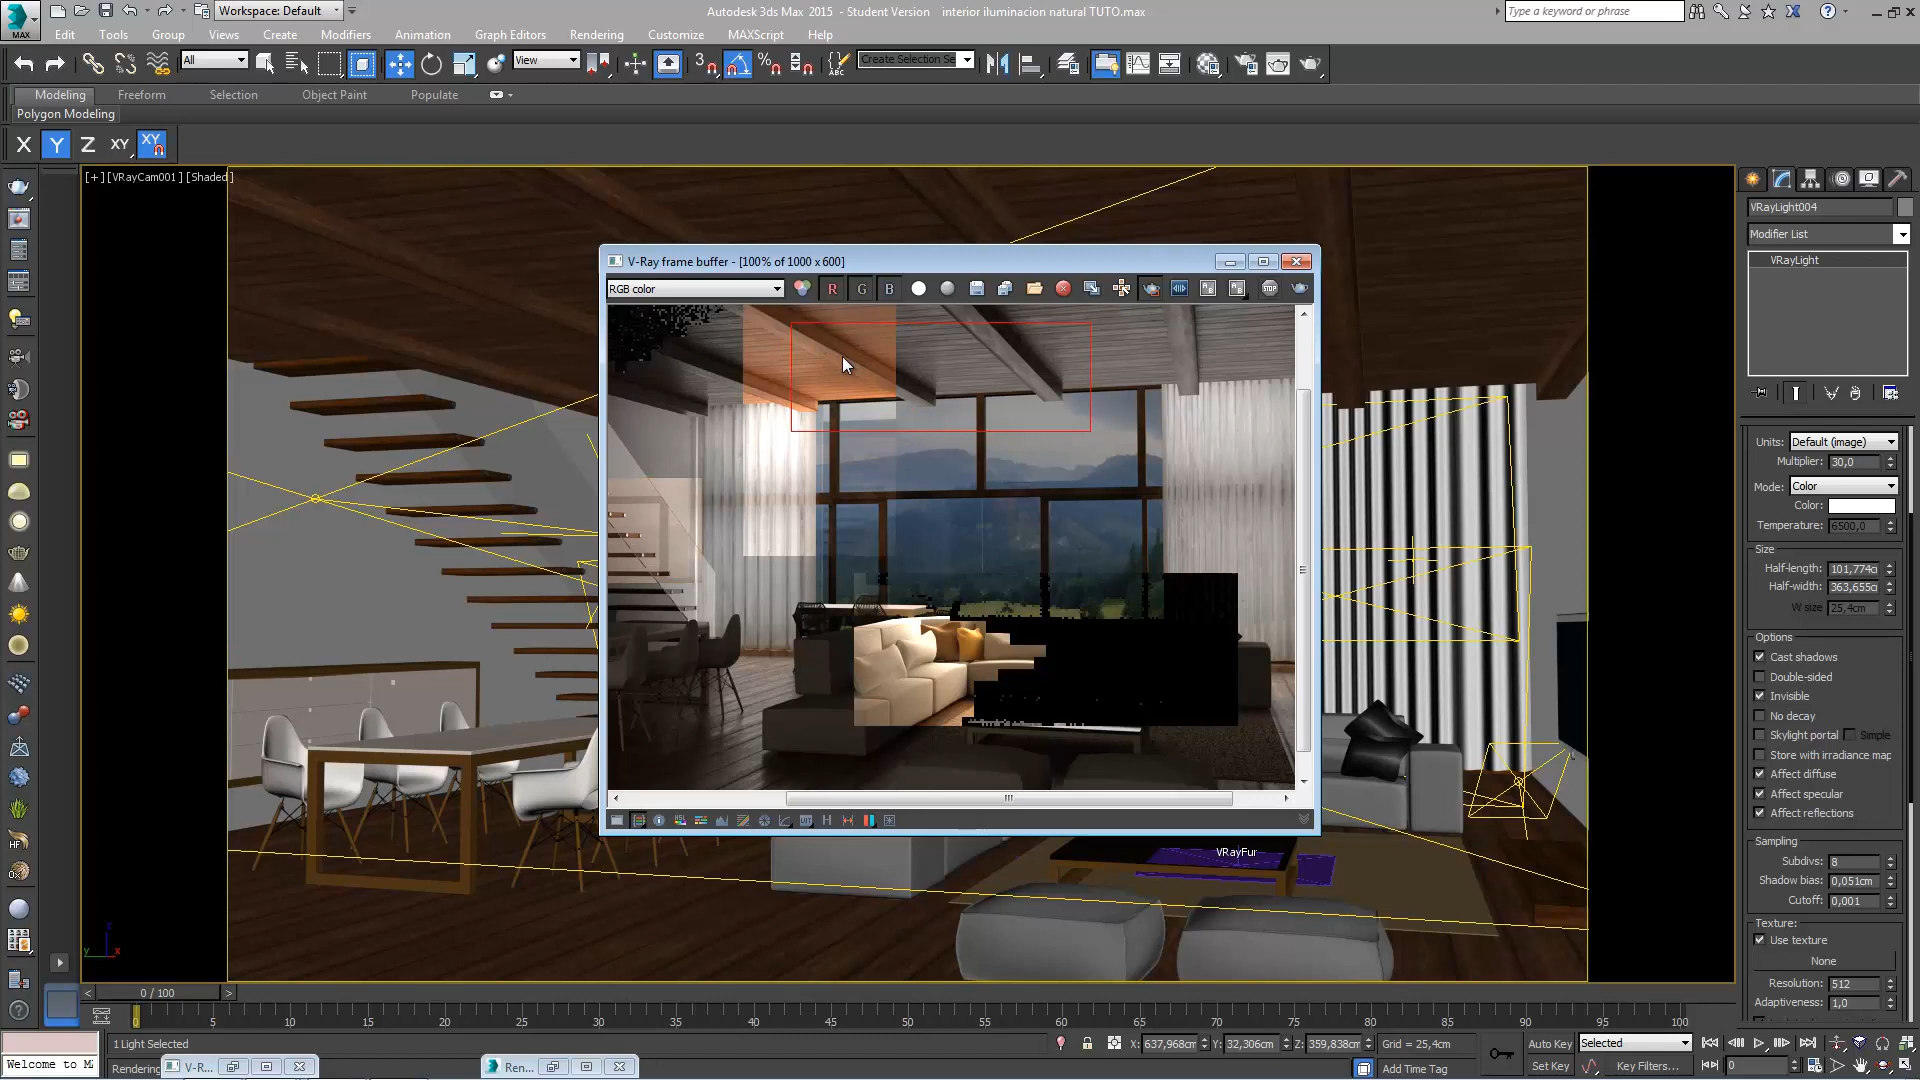 Workspace: Default
Autodesk 3ds Max 2015 - Student Version interior iluminacion natural TUTO.max
Type a keyword or phrase
MAX
Edit Tools Group Views Create Modifiers Animation Graph Editors Rendering Customize MAXScript Help
All
View
3
Create Selection Se
Modeling Freeform Selection Object Paint Populate
Polygon Modeling
X Y Z XY XY
[+] [VRayCam001] [Shaded]
V-Ray frame buffer - [100% of 1000 x 600]
RGB color
R G B
VRayLight004
Modifier List
VRayLight
Units: Default (image)
Multiplier: 30,0
Mode: Color
Color:
Temperature: 6500,0
Size
Half-length: 101,774c
Half-width: 363,655c
W size 25,4cm
Options
Cast shadows
Double-sided
Invisible
No decay
Skylight portal Simple
Store with irradiance map
Affect diffuse
Affect specular
Affect reflections
Sampling
Subdivs: 8
Shadow bias: 0,051cm
Cutoff: 0,001
Texture:
Use texture
None
Resolution: 512
Adaptiveness: 1,0
HF
VRayFur
y x
< 0 / 100 >
0 5 10 15 20 25 30 35 40 45 50 55 60 65 70 75 80 85 90 95 100
1 Light Selected
X: 637,968cm Y: 32,306cm Z: 359,838cm Grid = 25,4cm
Auto Key Selected
Welcome to M
Rendering
V-R...
Ren...
Add Time Tag
Set Key Key Filters...
0